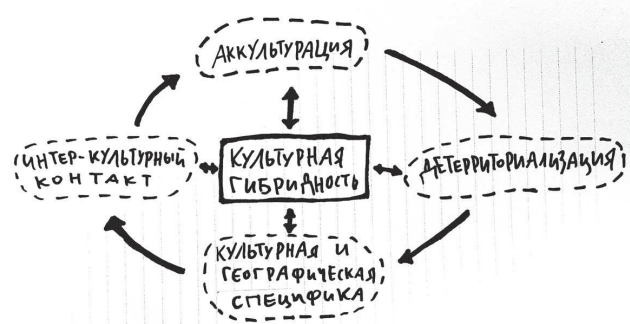 АККУЛЬТУРАЦИЯ
ИНТЕР-КУЛЬТУРНЫЙ
КОНТАКТ
КУЛЬТУРНАЯ
ГИБРИДНОСТЬ
ДЕТЕРРИТОРИАЛИЗАЦИЯ
КУЛЬТУРНАЯ И
ГЕОГРАФИЧЕСКАЯ
СПЕЦИФИКА